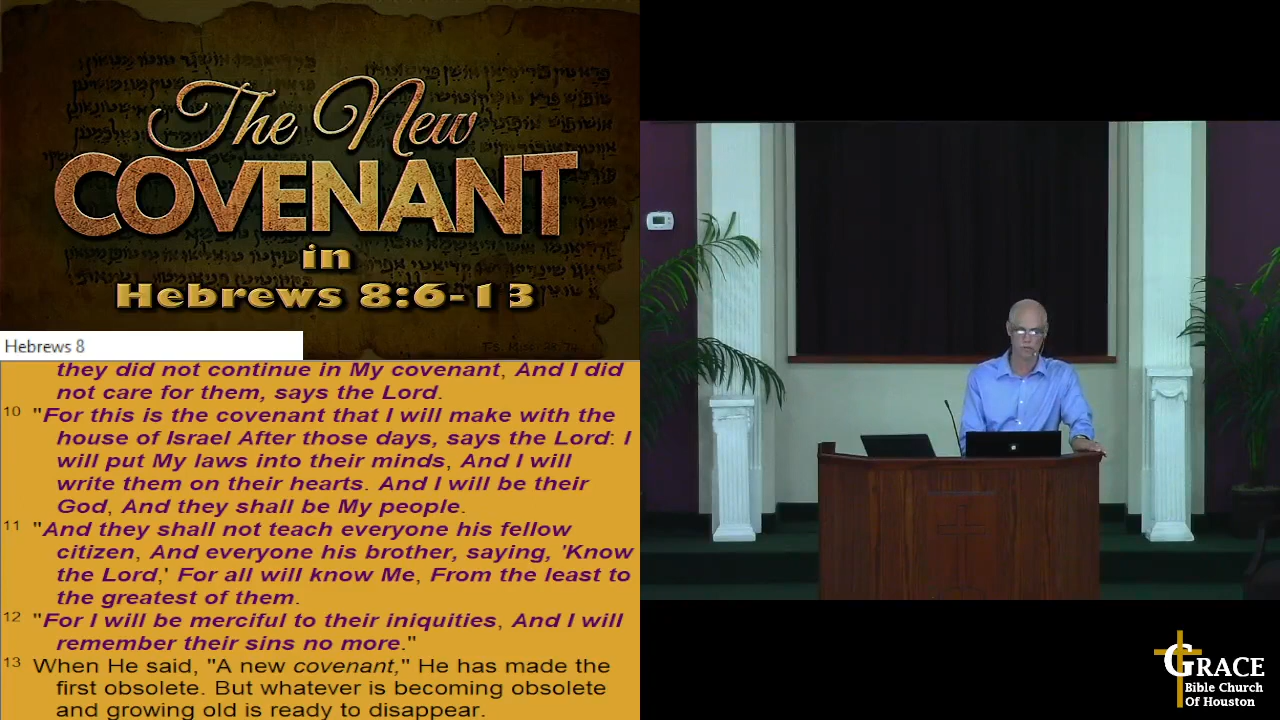 The New
COVENANT
in
Hebrews 8:6-13
Hebrews 8
they did not continue in My covenant, And I did
not care for them, says the Lord.
10 "For this is the covenant that I will make with the
house of Israel After those days, says the Lord: I
will put My laws into their minds, And I will
write them on their hearts. And I will be their
God, And they shall be My people.
11 "And they shall not teach everyone his fellow
citizen, And everyone his brother, saying, 'Know
the Lord,' For all will know Me, From the least to
the greatest of them.
12 "For I will be merciful to their iniquities, And I will
remember their sins no more."
13 When He said, "A new covenant," He has made the
first obsolete. But whatever is becoming obsolete
and growing old is ready to disappear.
GRACE
Bible Church
Of Houston